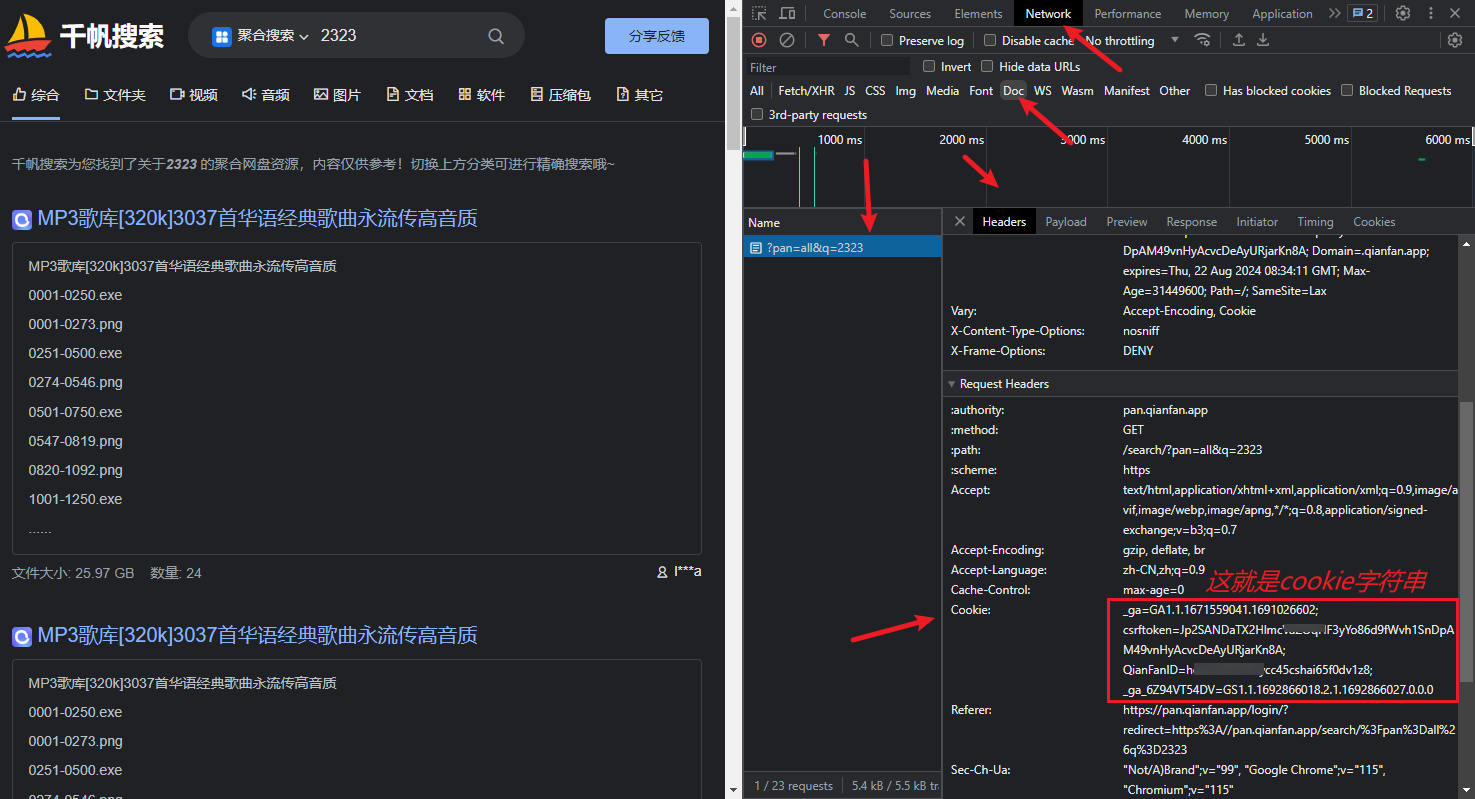 千帆搜索
聚合搜索 2323
分享反馈
综合 文件夹 视频 音频 图片 文档 软件 压缩包 其它
千帆搜索为您找到了关于2323 的聚合网盘资源，内容仅供参考！切换上方分类可进行精确搜索哦~
MP3歌库[320k]3037首华语经典歌曲永流传高音质
MP3歌库[320k]3037首华语经典歌曲永流传高音质
0001-0250.exe
0001-0273.png
0251-0500.exe
0274-0546.png
0501-0750.exe
0547-0819.png
0820-1092.png
1001-1250.exe
......
文件大小: 25.97 GB 数量: 24
l***a
MP3歌库[320k]3037首华语经典歌曲永流传高音质
MP3歌库[320k]3037首华语经典歌曲永流传高音质
0001-0250.exe
0001-0273.png
0251-0500.exe
0274-0546.png
Console Sources Elements Network Performance Memory Application 2
Preserve log Disable cache No throttling
Filter Invert Hide data URLs
All Fetch/XHR JS CSS Img Media Font Doc WS Wasm Manifest Other Has blocked cookies Blocked Requests
3rd-party requests
1000 ms 2000 ms 3000 ms 4000 ms 5000 ms 6000 ms
Name
?pan=all&q=2323
1 / 23 requests 5.4 kB / 5.5 kB tr
Headers Payload Preview Response Initiator Timing Cookies
DpAM49vnHyAcvcDeAyURjarKn8A; Domain=.qianfan.app;
expires=Thu, 22 Aug 2024 08:34:11 GMT; Max-
Age=31449600; Path=/; SameSite=Lax
Vary: Accept-Encoding, Cookie
X-Content-Type-Options: nosniff
X-Frame-Options: DENY
Request Headers
:authority: pan.qianfan.app
:method: GET
:path: /search/?pan=all&q=2323
:scheme: https
Accept: text/html,application/xhtml+xml,application/xml;q=0.9,image/a
vif,image/webp,image/apng,*/*;q=0.8,application/signed-
exchange;v=b3;q=0.7
Accept-Encoding: gzip, deflate, br
Accept-Language: zh-CN,zh;q=0.9
Cache-Control: max-age=0
这就是cookie字符串
Cookie: _ga=GA1.1.1671559041.1691026602;
csrftoken=Jp2SANDaTX2HImc F3yYo86d9fWvh1SnDpA
M49vnHyAcvcDeAyURjarKn8A;
QianFanID=h ycc45cshai65f0dv1z8;
_ga_6Z94VT54DV=GS1.1.1692866018.2.1.1692866027.0.0.0
Referer: https://pan.qianfan.app/login/?
redirect=https%3A//pan.qianfan.app/search/%3Fpan%3Dall%2
6q%3D2323
Sec-Ch-Ua: "Not/A)Brand";v="99", "Google Chrome";v="115",
"Chromium";v="115"